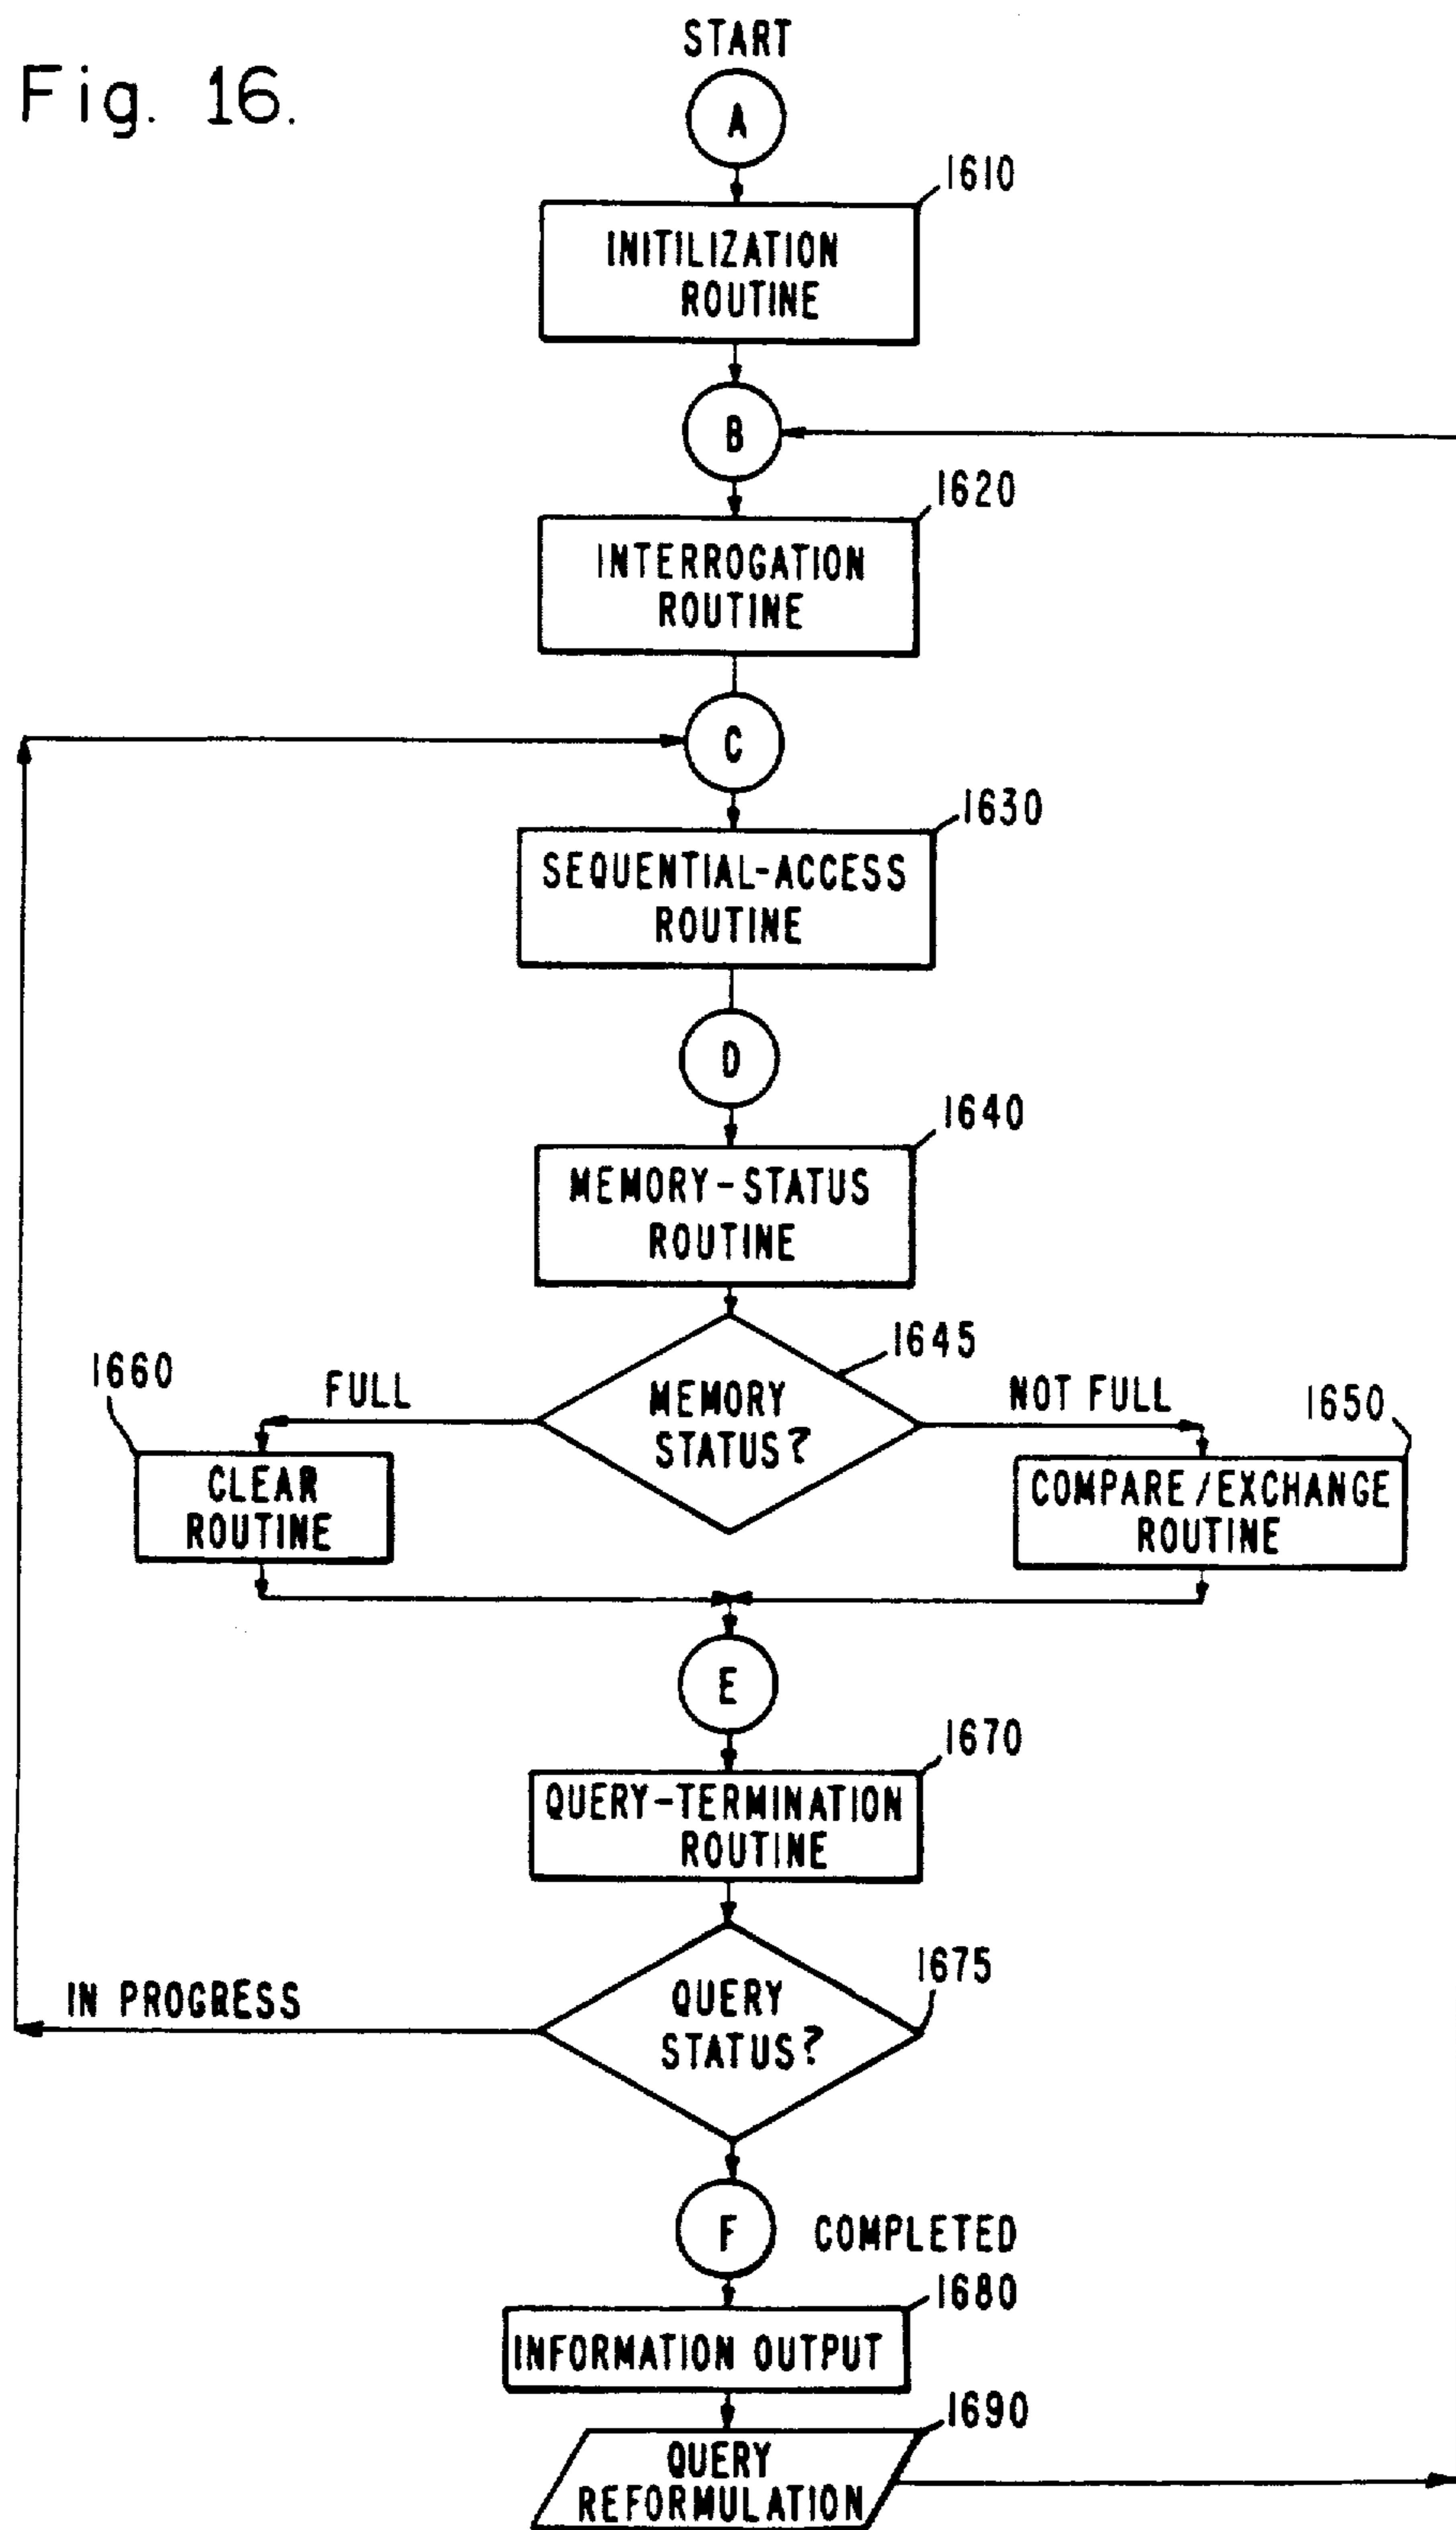 Fig. 16.
START
A
1610
INITILIZATION
ROUTINE
B
1620
INTERROGATION
ROUTINE
C
1630
SEQUENTIAL-ACCESS
ROUTINE
D
1640
MEMORY-STATUS
ROUTINE
1645
MEMORY
STATUS?
FULL
NOT FULL
1660
CLEAR
ROUTINE
1650
COMPARE/EXCHANGE
ROUTINE
E
1670
QUERY-TERMINATION
ROUTINE
1675
QUERY
STATUS?
IN PROGRESS
F
COMPLETED
1680
INFORMATION OUTPUT
1690
QUERY
REFORMULATION